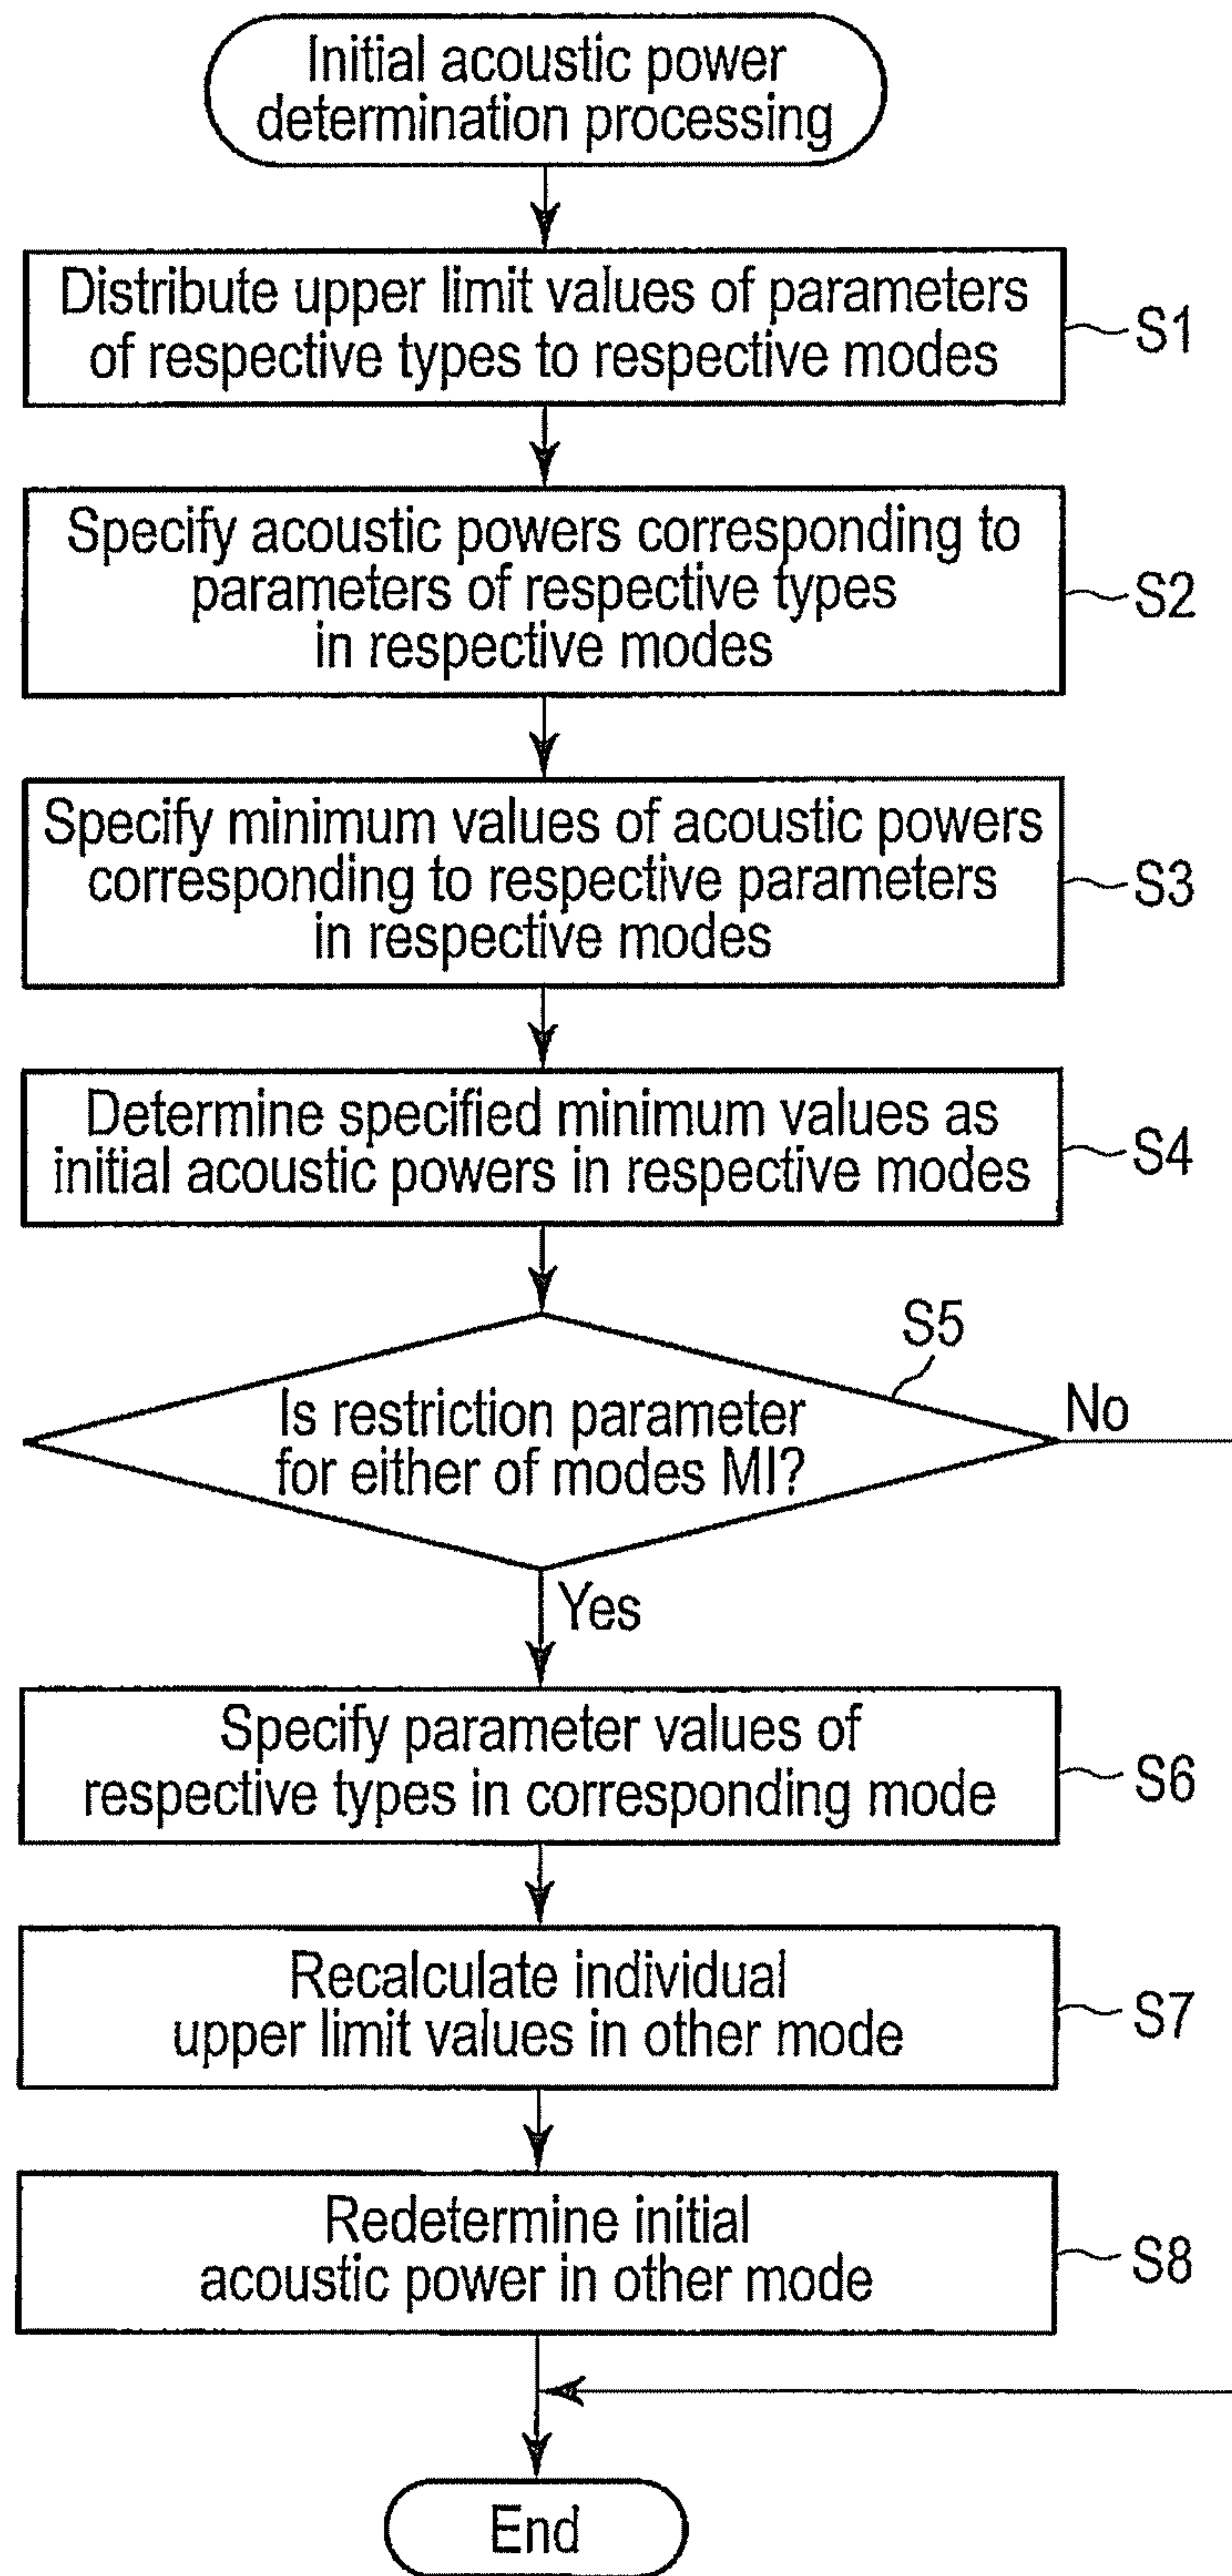 Initial acoustic power
determination processing
Distribute upper limit values of parameters
of respective types to respective modes
S1
Specify acoustic powers corresponding to
parameters of respective types
in respective modes
S2
Specify minimum values of acoustic powers
corresponding to respective parameters
in respective modes
S3
Determine specified minimum values as
initial acoustic powers in respective modes
S4
S5
Is restriction parameter
for either of modes MI?
No
Yes
Specify parameter values of
respective types in corresponding mode
S6
Recalculate individual
upper limit values in other mode
S7
Redetermine initial
acoustic power in other mode
S8
End